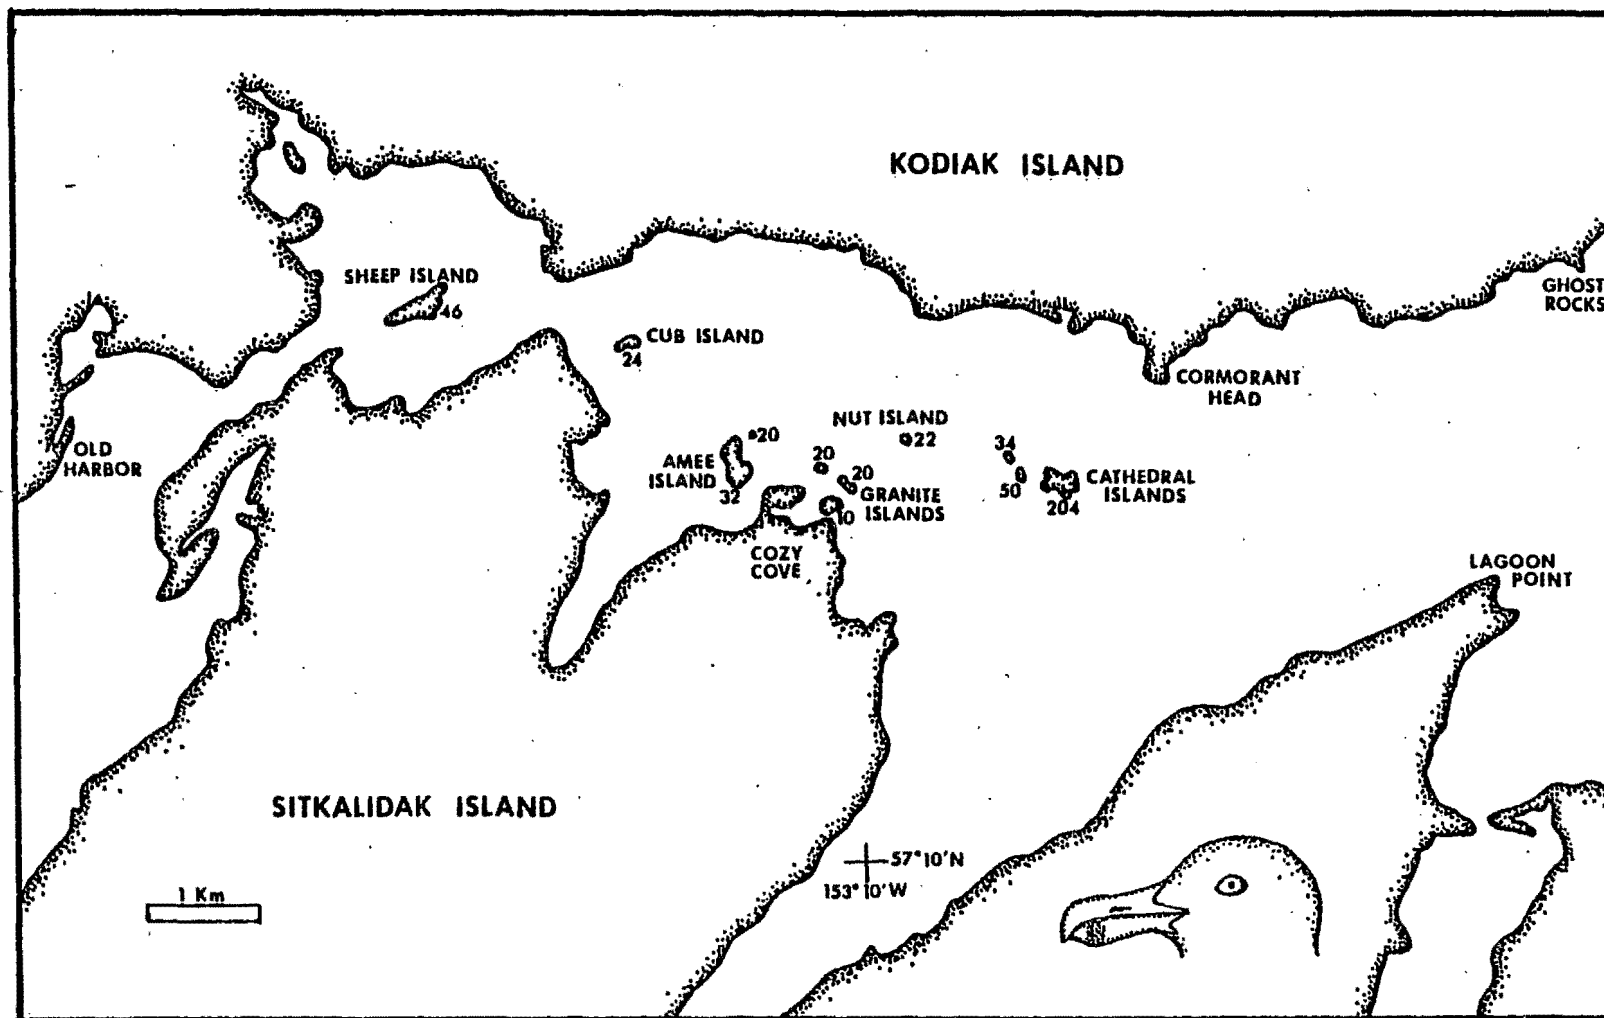 KODIAK ISLAND
SHEEP ISLAND
46
GHOST
ROCKS
CUB ISLAND
24
CORMORANT
HEAD
NUT ISLAND
22
20
34
OLD
HARBOR
AMEE
ISLAND
32
20
20
GRANITE
ISLANDS
10
50
204
CATHEDRAL
ISLANDS
COZY
COVE
LAGOON
POINT
SITKALIDAK ISLAND
57°10'N
153°10'W
1 Km